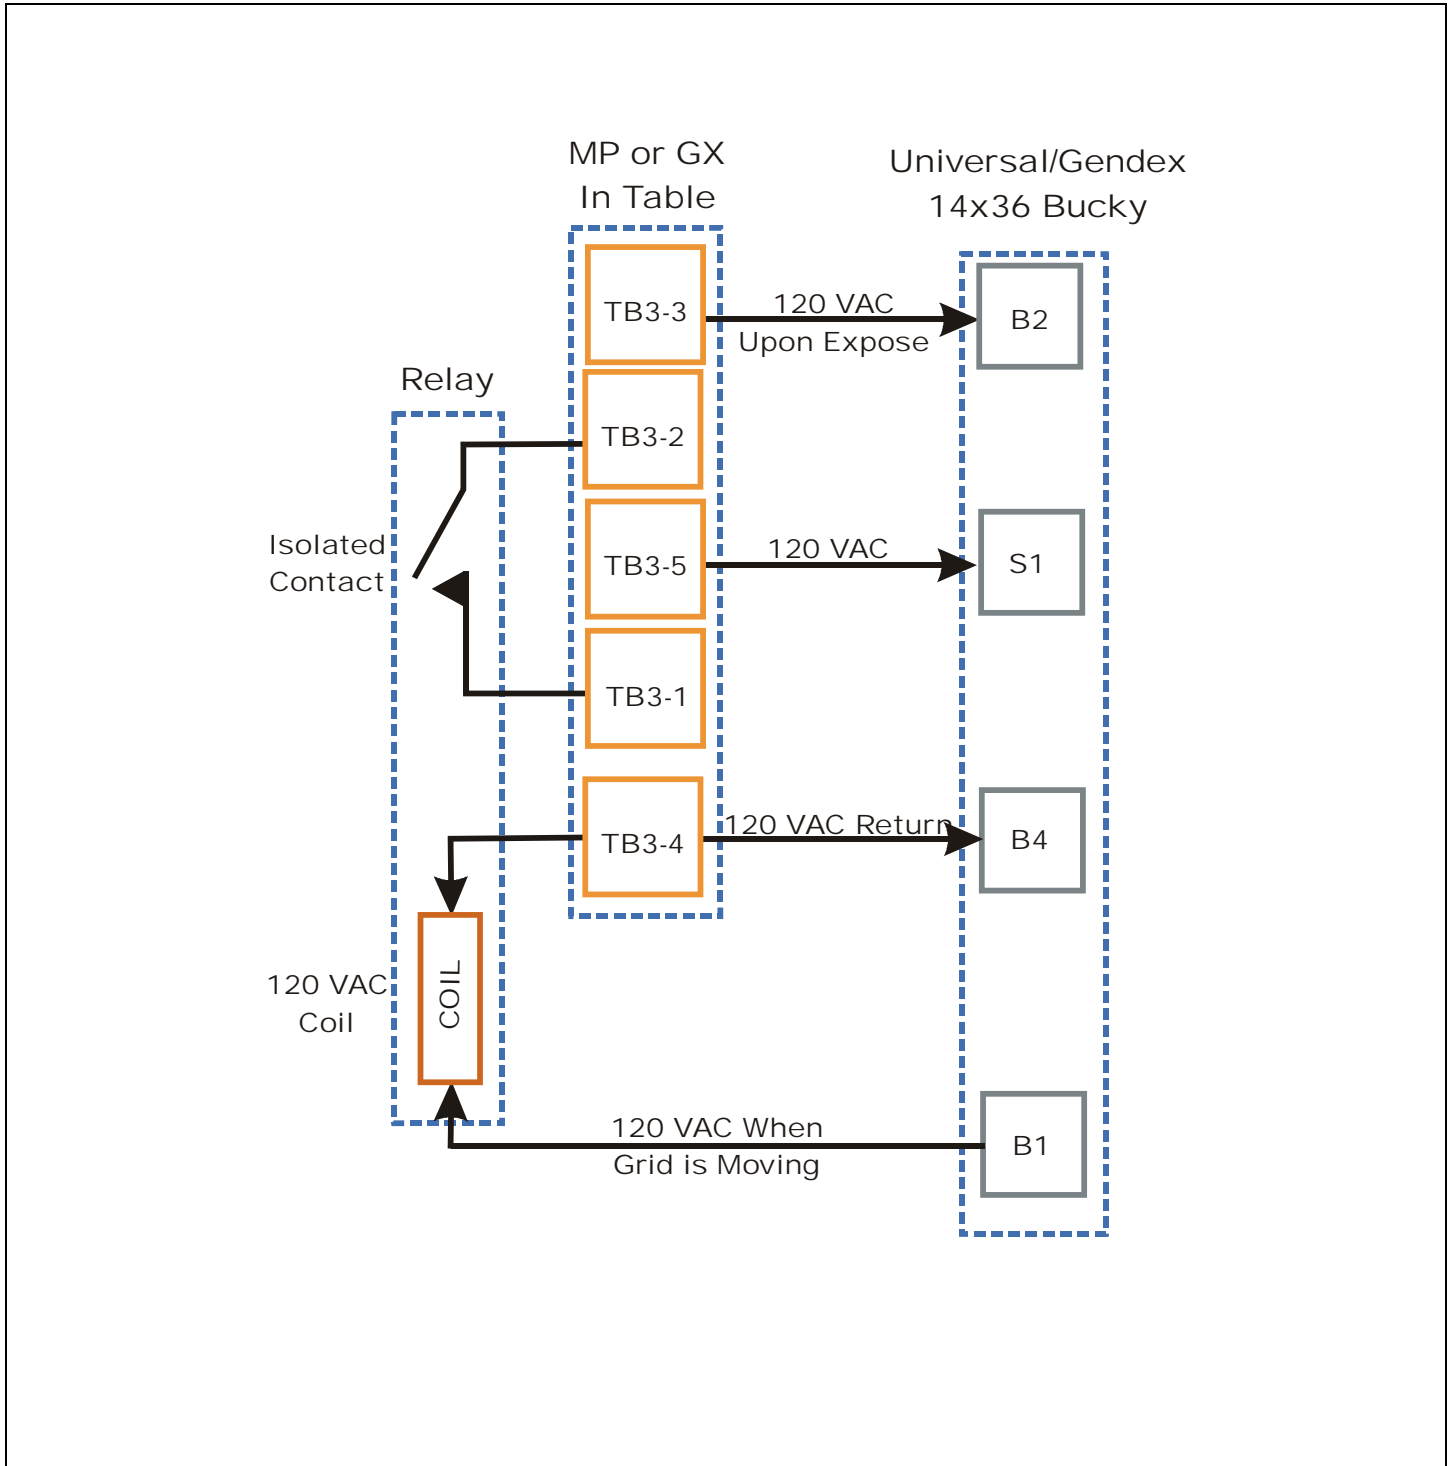 MP or GX
In Table
Universal/Gendex
14x36 Bucky
TB3-3
120 VAC
Upon Expose
B2
Relay
TB3-2
Isolated
Contact
TB3-5
120 VAC
S1
TB3-1
TB3-4
120 VAC Return
B4
120 VAC
Coil
COIL
120 VAC When
Grid is Moving
B1